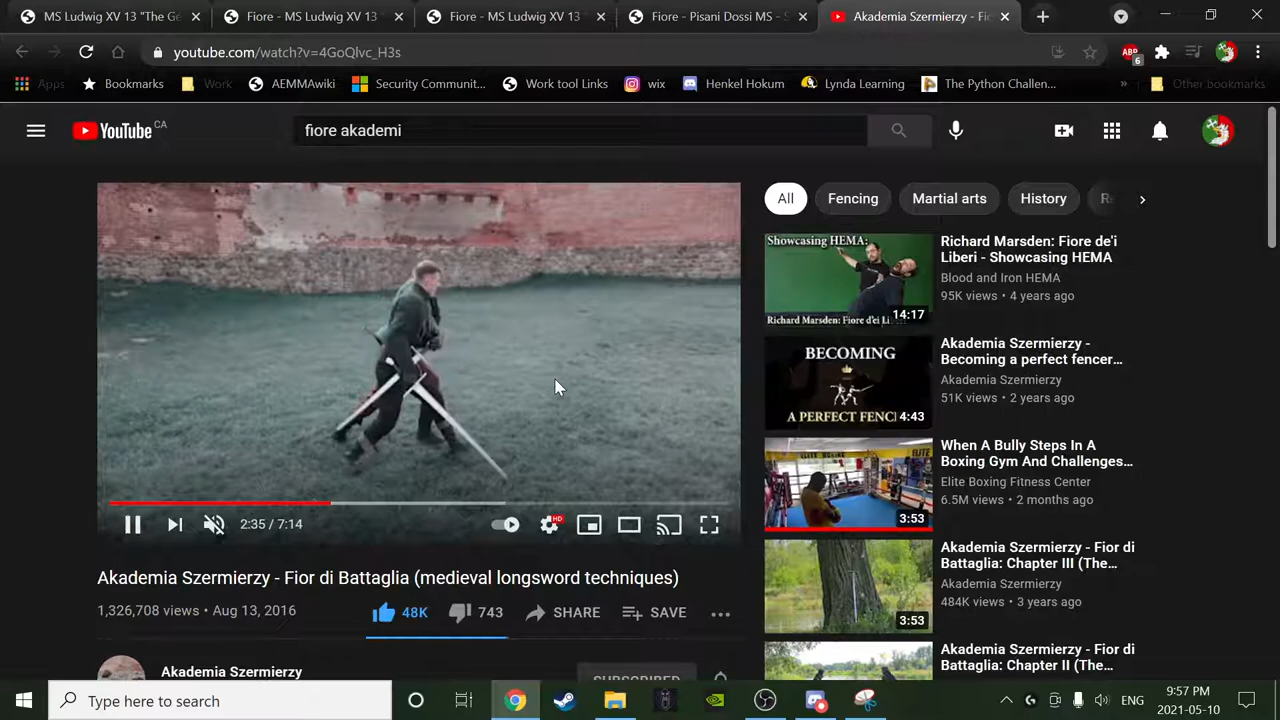 MS Ludwig XV 13 "The Ge
Fiore - MS Ludwig XV 13
Fiore - MS Ludwig XV 13
Fiore - Pisani Dossi MS - S
Akademia Szermierzy - Fio
youtube.com/watch?v=4GoQlvc_H3s
ABP
6
Apps
Bookmarks
Work
AEMMAwiki
Security Communit...
Work tool Links
wix
Henkel Hokum
Lynda Learning
The Python Challen...
»
Other bookmarks
YouTube CA
fiore akademi
All
Fencing
Martial arts
History
Re
Showcasing HEMA:
Richard Marsden: Fiore d'ei Li
14:17
Richard Marsden: Fiore de'i
Liberi - Showcasing HEMA
Blood and Iron HEMA
95K views • 4 years ago
BECOMING
A PERFECT FENC
4:43
Akademia Szermierzy -
Becoming a perfect fencer...
Akademia Szermierzy
51K views • 2 years ago
ELITE BOXING
3:53
When A Bully Steps In A
Boxing Gym And Challenges...
Elite Boxing Fitness Center
6.5M views • 2 months ago
3:53
Akademia Szermierzy - Fior di
Battaglia: Chapter III (The...
Akademia Szermierzy
484K views • 3 years ago
Akademia Szermierzy - Fior di
Battaglia: Chapter II (The...
2:35 / 7:14
HD
Akademia Szermierzy - Fior di Battaglia (medieval longsword techniques)
1,326,708 views • Aug 13, 2016
48K
743
SHARE
SAVE
Akademia Szermierzy
SUBSCRIBED
Type here to search
ENG
9:57 PM
2021-05-10